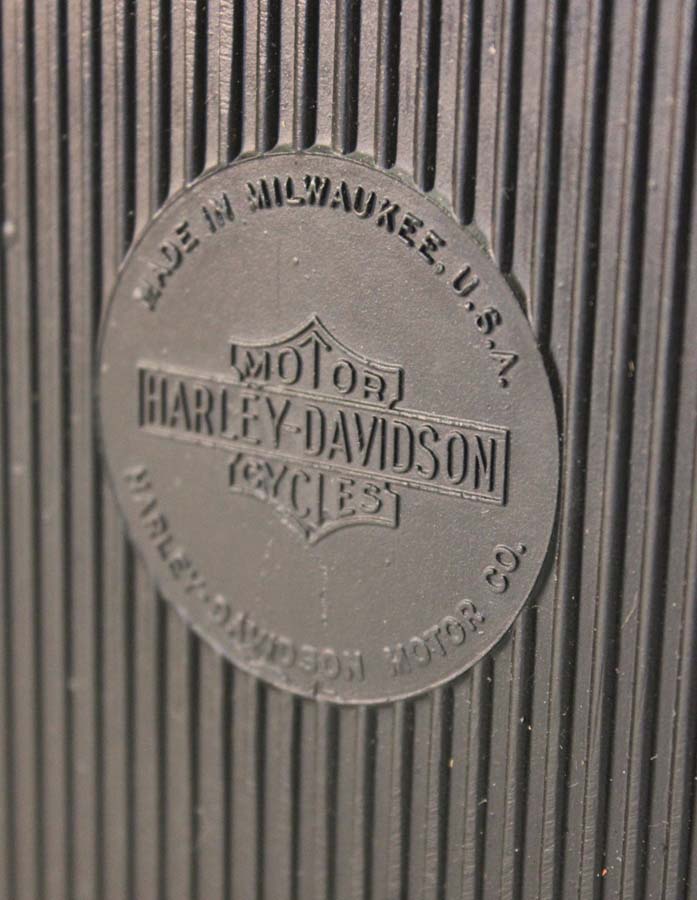 MADE IN MILWAUKEE, U.S.A.
MOTOR
HARLEY-DAVIDSON
CYCLES
HARLEY-DAVIDSON MOTOR CO.